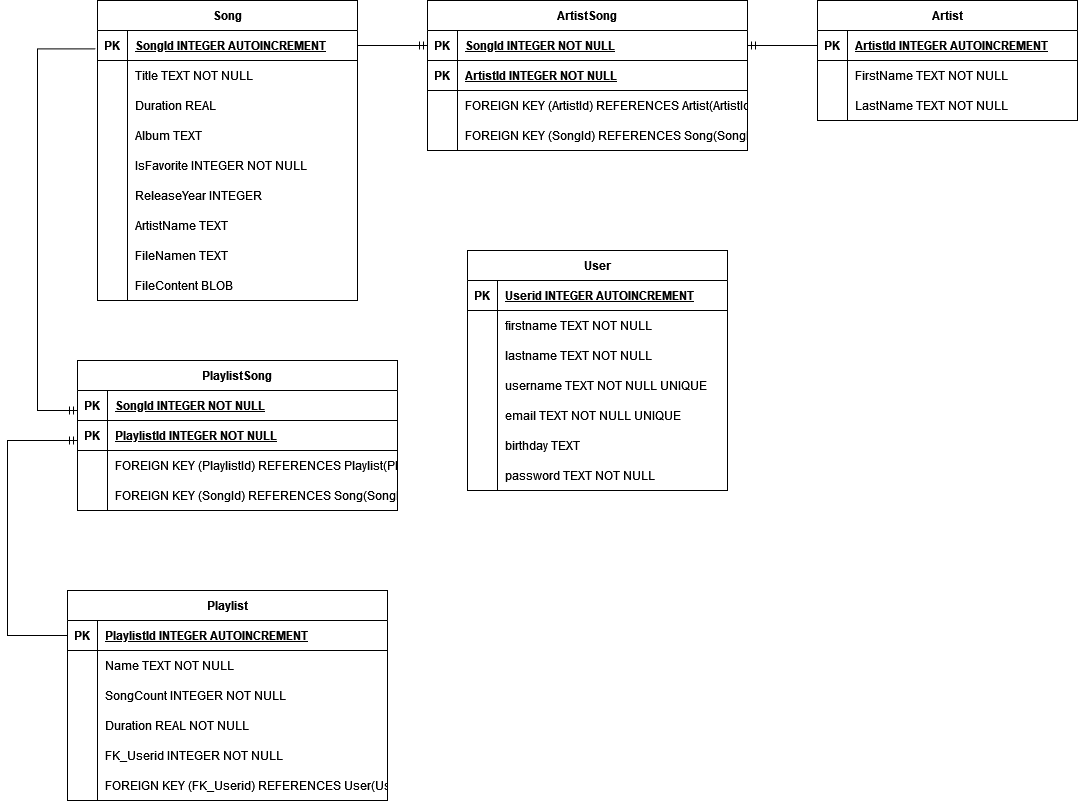 Song
PK SongId INTEGER AUTOINCREMENT
Title TEXT NOT NULL
Duration REAL
Album TEXT
IsFavorite INTEGER NOT NULL
ReleaseYear INTEGER
ArtistName TEXT
FileNamen TEXT
FileContent BLOB
ArtistSong
PK SongId INTEGER NOT NULL
PK ArtistId INTEGER NOT NULL
FOREIGN KEY (ArtistId) REFERENCES Artist(ArtistId
FOREIGN KEY (SongId) REFERENCES Song(Song
Artist
PK ArtistId INTEGER AUTOINCREMENT
FirstName TEXT NOT NULL
LastName TEXT NOT NULL
User
PK Userid INTEGER AUTOINCREMENT
firstname TEXT NOT NULL
lastname TEXT NOT NULL
username TEXT NOT NULL UNIQUE
email TEXT NOT NULL UNIQUE
birthday TEXT
password TEXT NOT NULL
PlaylistSong
PK SongId INTEGER NOT NULL
PK PlaylistId INTEGER NOT NULL
FOREIGN KEY (PlaylistId) REFERENCES Playlist(Pl
FOREIGN KEY (SongId) REFERENCES Song(Song
Playlist
PK PlaylistId INTEGER AUTOINCREMENT
Name TEXT NOT NULL
SongCount INTEGER NOT NULL
Duration REAL NOT NULL
FK_Userid INTEGER NOT NULL
FOREIGN KEY (FK_Userid) REFERENCES User(Us